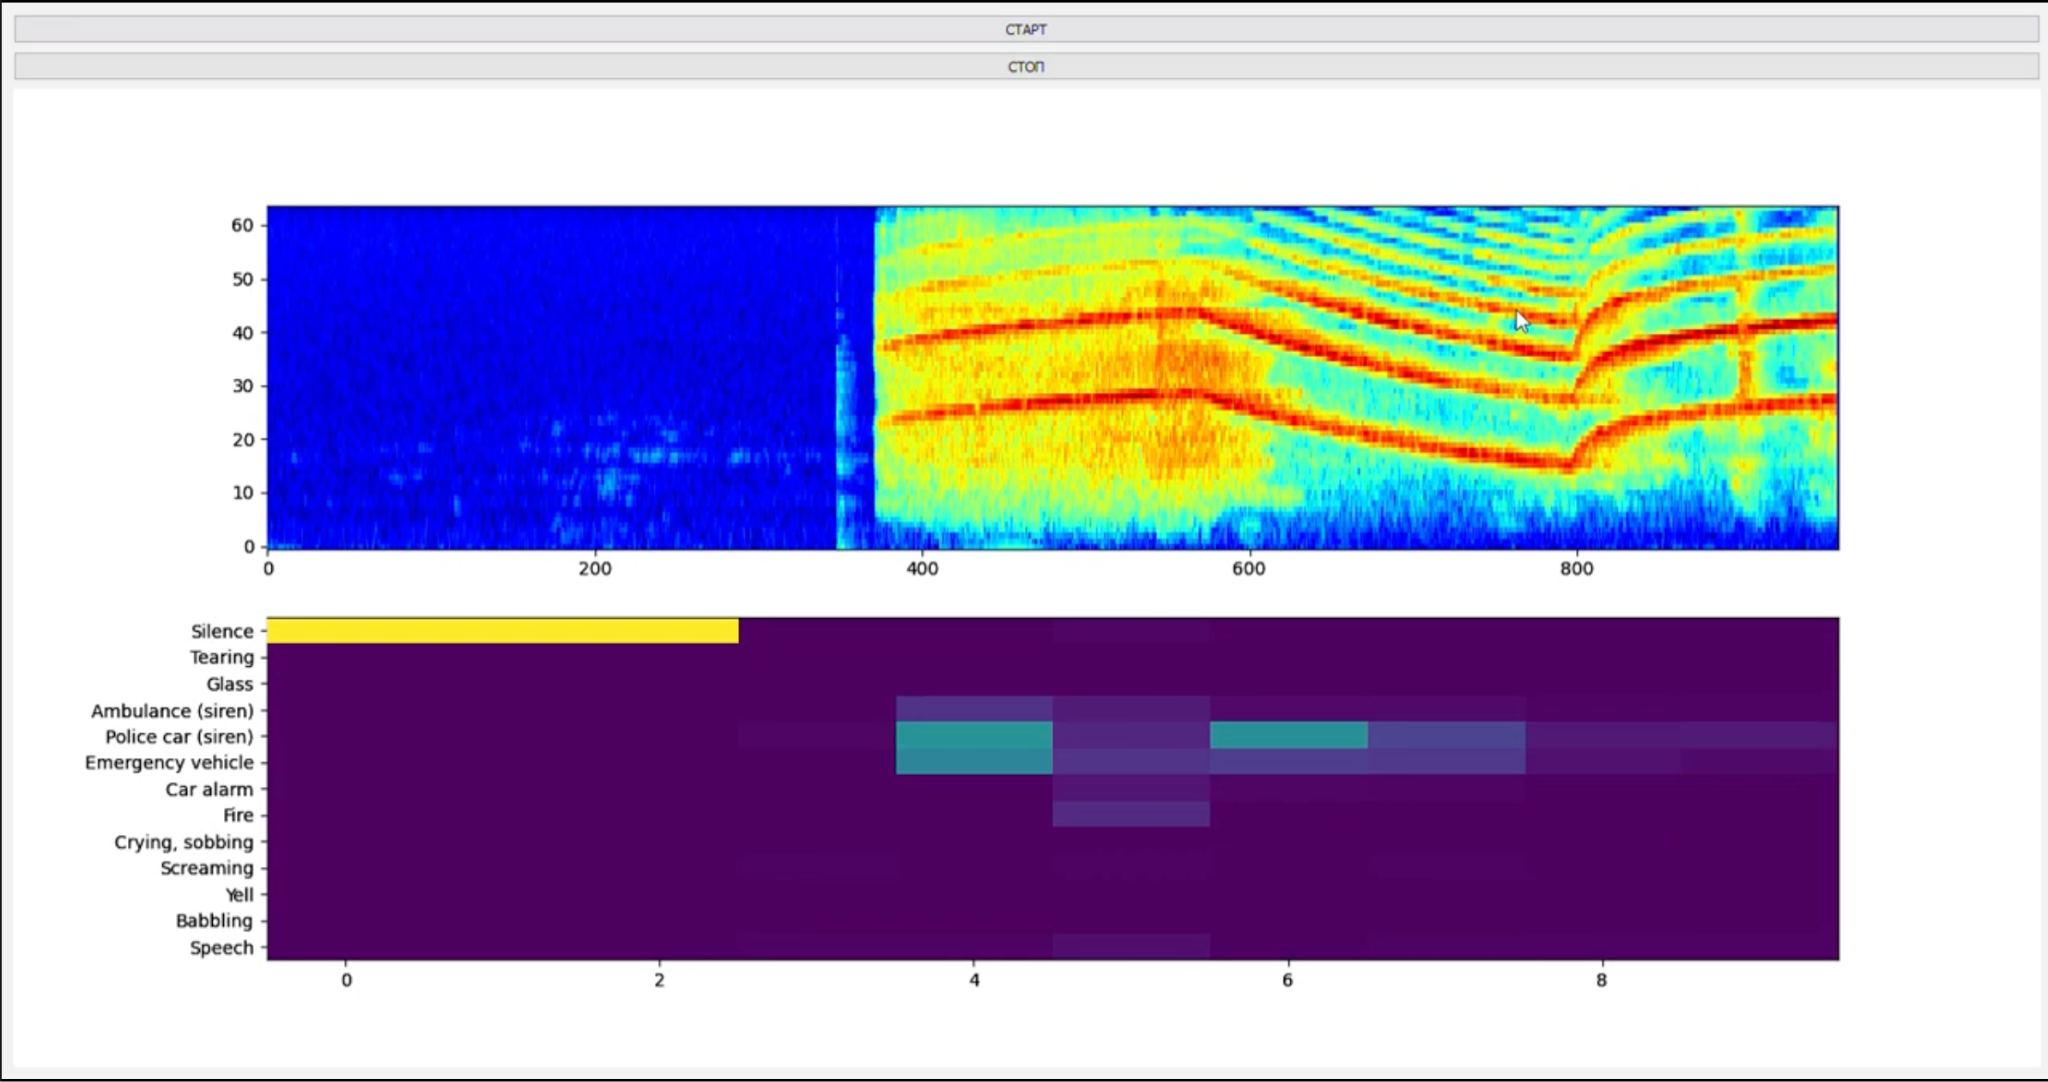 СТАРТ
СТОП
60
50
40
30
20
10
0
0 200 400 600 800
Silence
Tearing
Glass
Ambulance (siren)
Police car (siren)
Emergency vehicle
Car alarm
Fire
Crying, sobbing
Screaming
Yell
Babbling
Speech
0 2 4 6 8